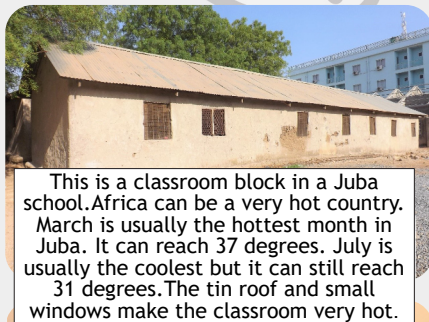 This is a classroom block in a Juba
school.Africa can be a very hot country.
March is usually the hottest month in
Juba. It can reach 37 degrees. July is
usually the coolest but it can still reach
31 degrees.The tin roof and small
windows make the classroom very hot.